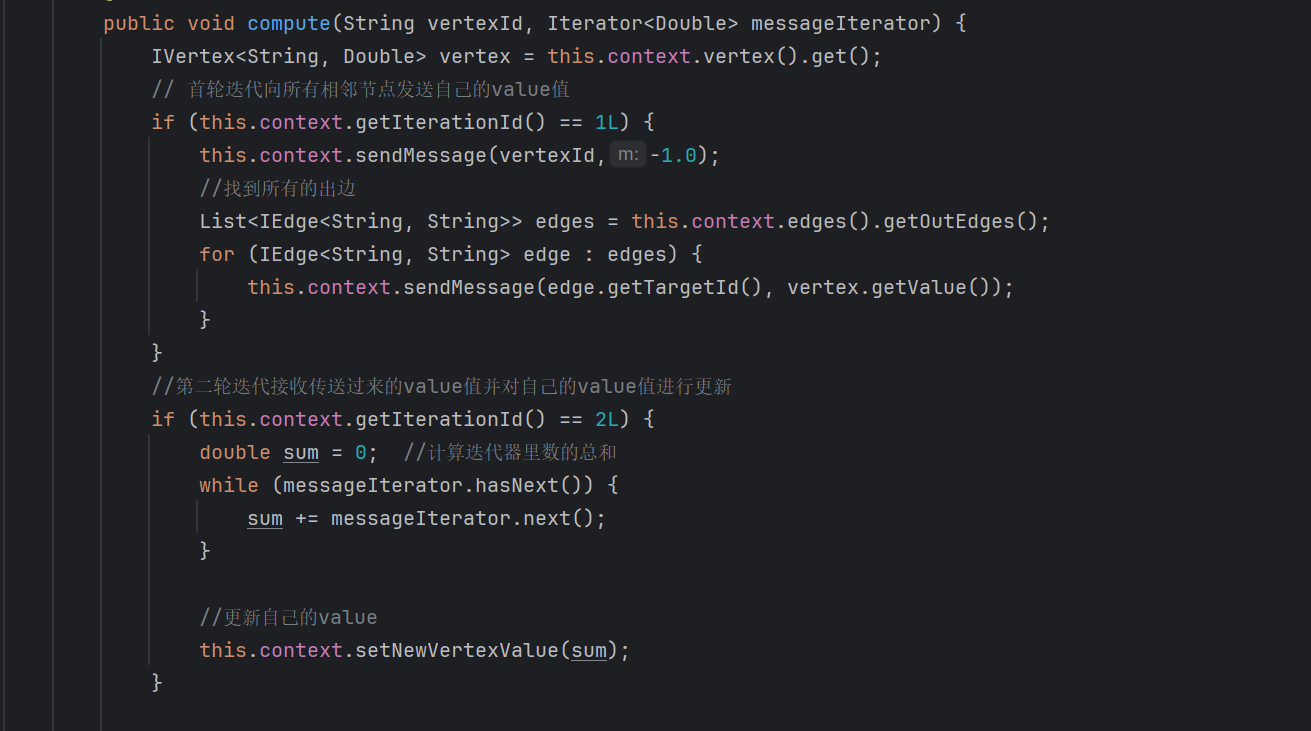 public void compute(String vertexId, Iterator<Double> messageIterator) {
IVertex<String, Double> vertex = this.context.vertex().get();
// 首轮迭代向所有相邻节点发送自己的value值
if (this.context.getIterationId() == 1L) {
this.context.sendMessage(vertexId, m: -1.0);
//找到所有的出边
List<IEdge<String, String>> edges = this.context.edges().getOutEdges();
for (IEdge<String, String> edge : edges) {
this.context.sendMessage(edge.getTargetId(), vertex.getValue());
}
}
//第二轮迭代接收传送过来的value值并对自己的value值进行更新
if (this.context.getIterationId() == 2L) {
double sum = 0;  //计算迭代器里数的总和
while (messageIterator.hasNext()) {
sum += messageIterator.next();
}
//更新自己的value
this.context.setNewVertexValue(sum);
}